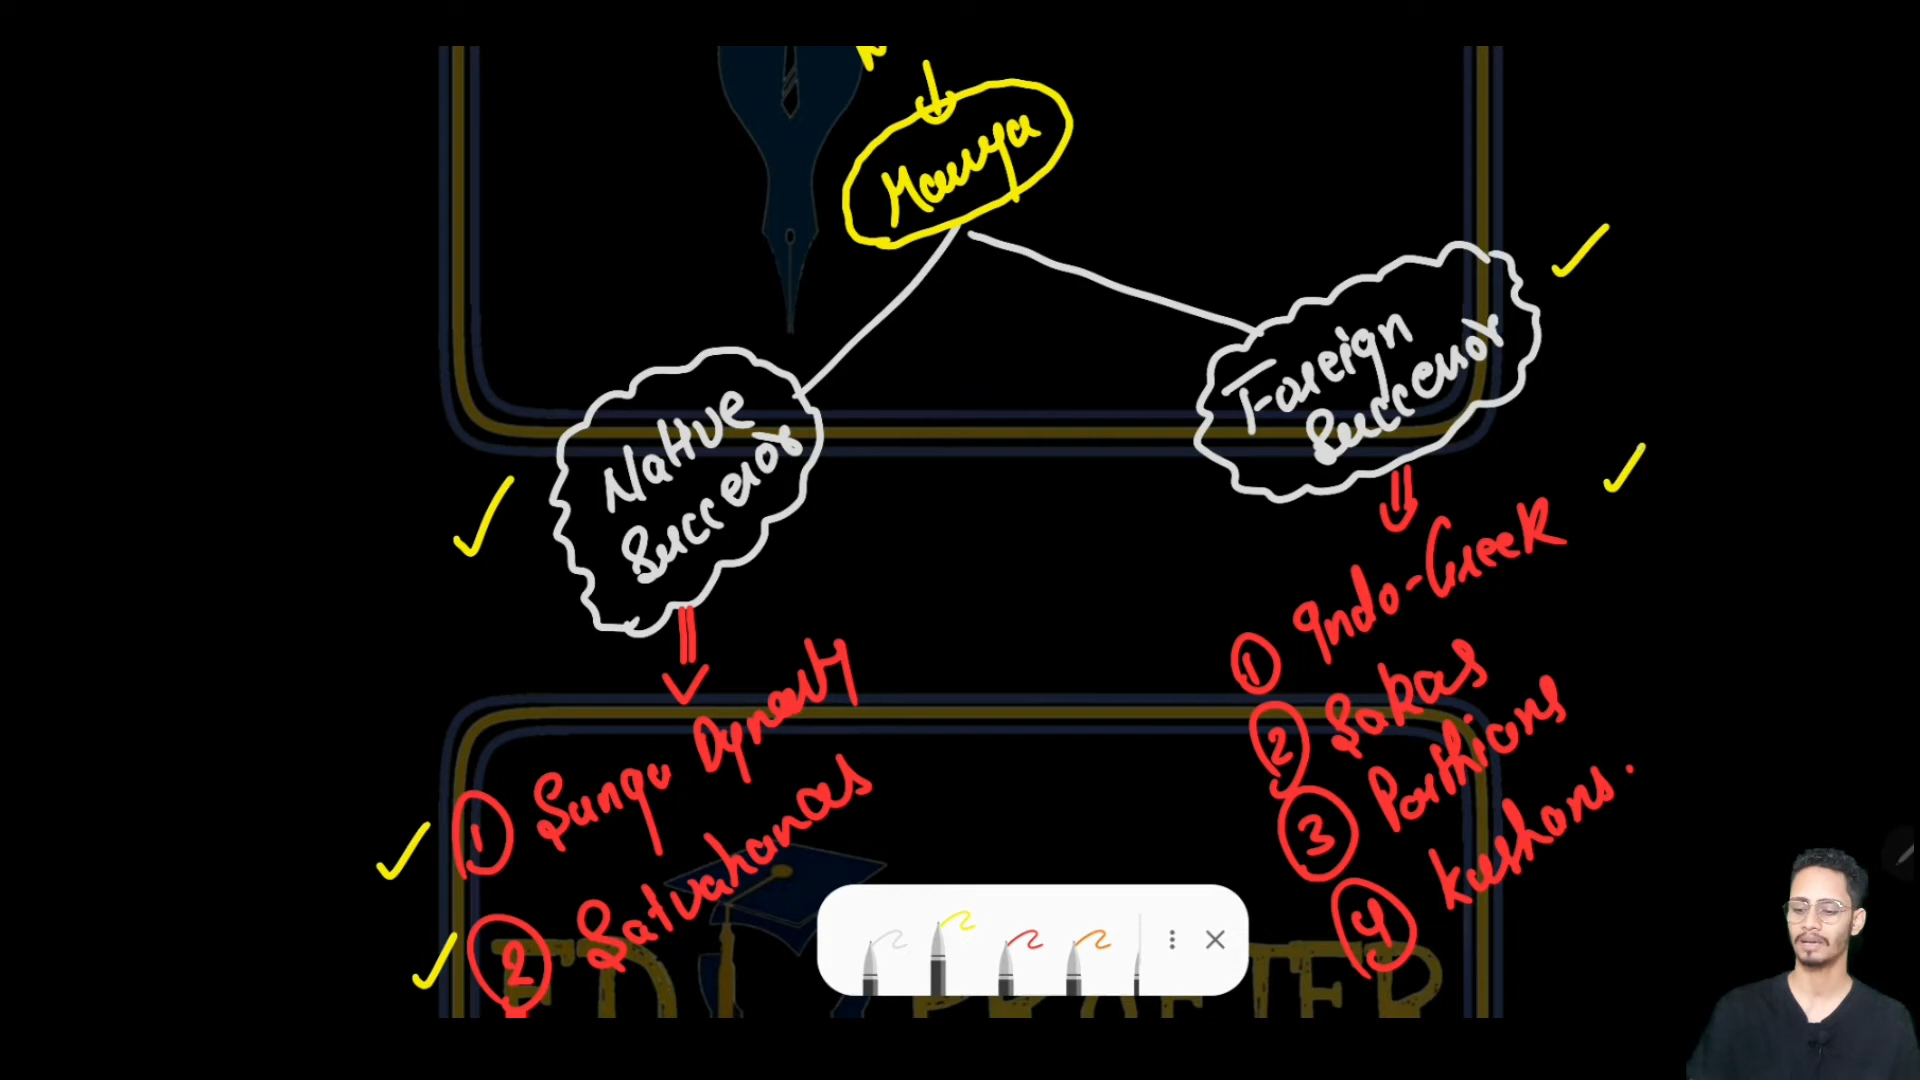 Maurya
Native
Successor
Foreign
Successor
① Sunga Dynasty
② Satvahanas
① Indo-Greek
② Sakas
③ Parthians
④ Kushans.